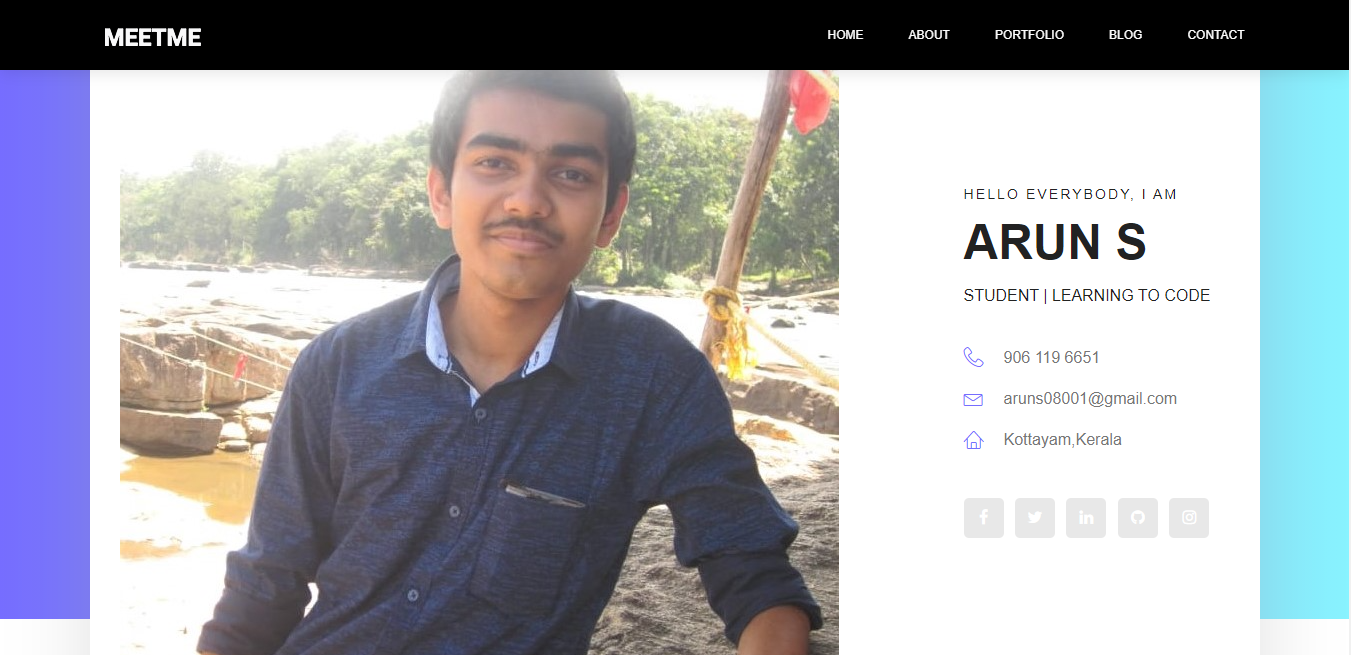 MEETME
HOME ABOUT PORTFOLIO BLOG CONTACT
HELLO EVERYBODY, I AM
ARUN S
STUDENT | LEARNING TO CODE
906 119 6651
aruns08001@gmail.com
Kottayam,Kerala